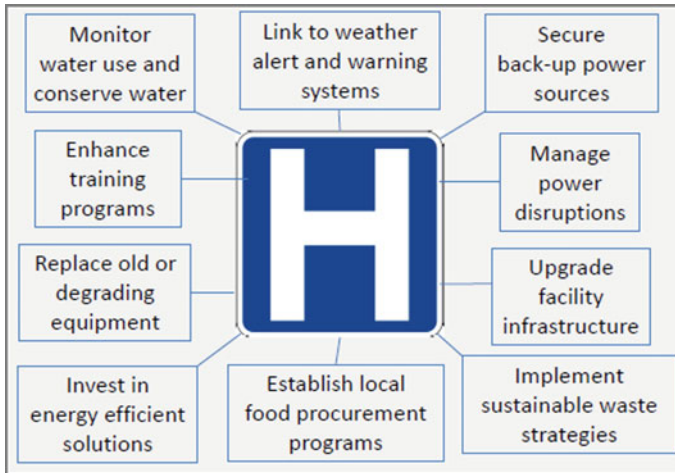 Monitor
water use and
conserve water
Link to weather
alert and warning
systems
Secure
back-up power
sources
Enhance
training
programs
H
Manage
power
disruptions
Replace old or
degrading
equipment
Upgrade
facility
infrastructure
Invest in
energy efficient
solutions
Establish local
food procurement
programs
Implement
sustainable waste
strategies